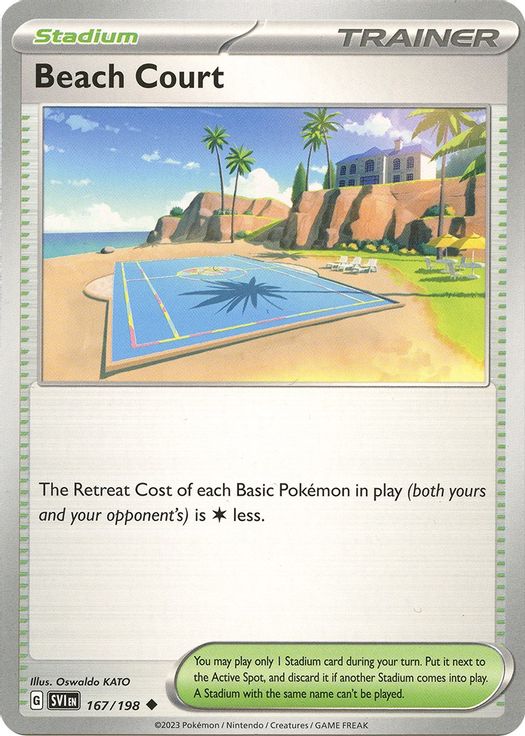 Stadium TRAINER
Beach Court
The Retreat Cost of each Basic Pokémon in play (both yours
and your opponent's) is less.
You may play only 1 Stadium card during your turn. Put it next to
the Active Spot, and discard it if another Stadium comes into play.
A Stadium with the same name can't be played.
Illus. Oswaldo KATO
G SVI EN 167/198
©2023 Pokémon / Nintendo / Creatures / GAME FREAK